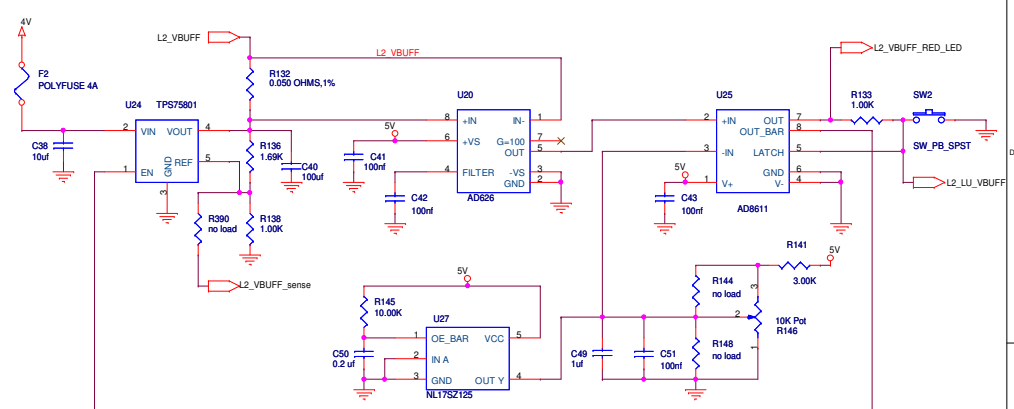 4V
L2_VBUFF
L2_VBUFF
L2_VBUFF_RED_LED
F2
POLYFUSE 4A
R132
0.050 OHMS,1%
U24
TPS75801
U20
U25
R133
1.00K
SW2
SW_PB_SPST
2
VIN
VOUT
4
1
EN
GND
REF
5
3
C38
10uf
R136
1.69K
C40
100uf
5V
C41
100nf
C42
100nf
8
+IN
IN-
1
6
+VS
G=100
7
OUT
5
4
FILTER
-VS
3
GND
2
AD626
2
+IN
OUT
7
OUT_BAR
8
3
-IN
LATCH
5
GND
6
1
V+
V-
4
AD8611
5V
C43
100nf
L2_LU_VBUFF
D
R390
no load
R138
1.00K
L2_VBUFF_sense
R141
3.00K
5V
R144
no load
3
2
10K Pot
R146
1
R148
no load
5V
R145
10.00K
U27
1
OE_BAR
VCC
5
2
IN A
3
GND
OUT Y
4
NL17SZ125
C50
0.2 uf
C49
1uf
C51
100nf